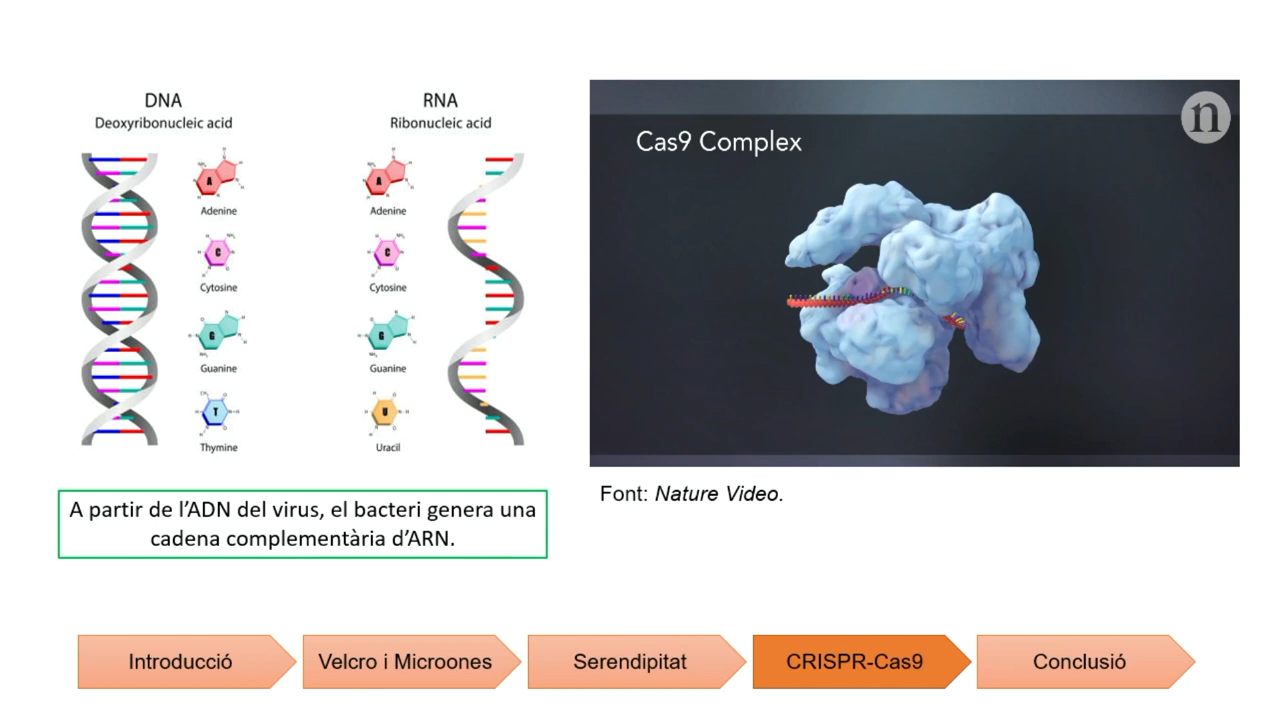 DNA
Deoxyribonucleic acid
A
Adenine
C
Cytosine
G
Guanine
T
Thymine
RNA
Ribonucleic acid
A
Adenine
C
Cytosine
G
Guanine
U
Uracil
Cas9 Complex
n
Font: Nature Video.
A partir de l’ADN del virus, el bacteri genera una
cadena complementària d’ARN.
Introducció
Velcro i Microones
Serendipitat
CRISPR-Cas9
Conclusió